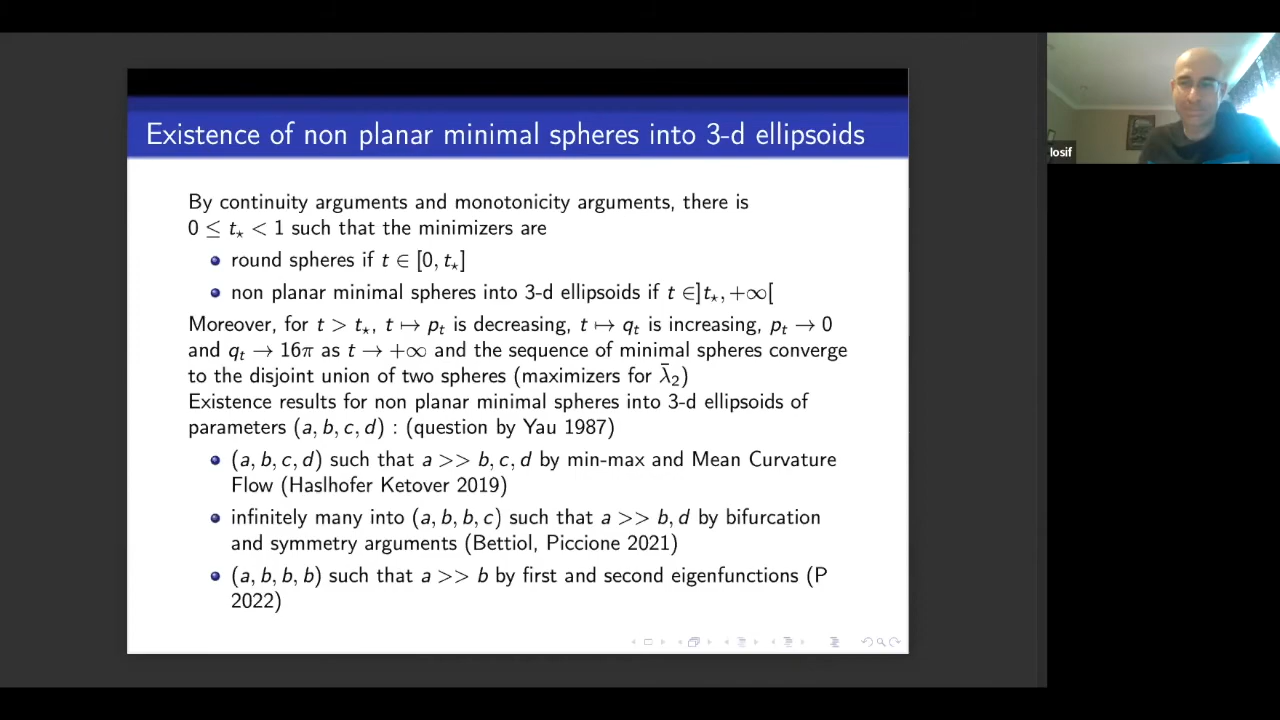 Existence of non planar minimal spheres into 3-d ellipsoids
By continuity arguments and monotonicity arguments, there is
0 ≤ t⋆ < 1 such that the minimizers are
round spheres if t ∈ [0, t⋆]
non planar minimal spheres into 3-d ellipsoids if t ∈]t⋆, +∞[
Moreover, for t > t⋆, t ↦ pₜ is decreasing, t ↦ qₜ is increasing, pₜ → 0
and qₜ → 16π as t → +∞ and the sequence of minimal spheres converge
to the disjoint union of two spheres (maximizers for λ̄₂)
Existence results for non planar minimal spheres into 3-d ellipsoids of
parameters (a, b, c, d) : (question by Yau 1987)
(a, b, c, d) such that a >> b, c, d by min-max and Mean Curvature
Flow (Haslhofer Ketover 2019)
infinitely many into (a, b, b, c) such that a >> b, d by bifurcation
and symmetry arguments (Bettiol, Piccione 2021)
(a, b, b, b) such that a >> b by first and second eigenfunctions (P
2022)
Iosif